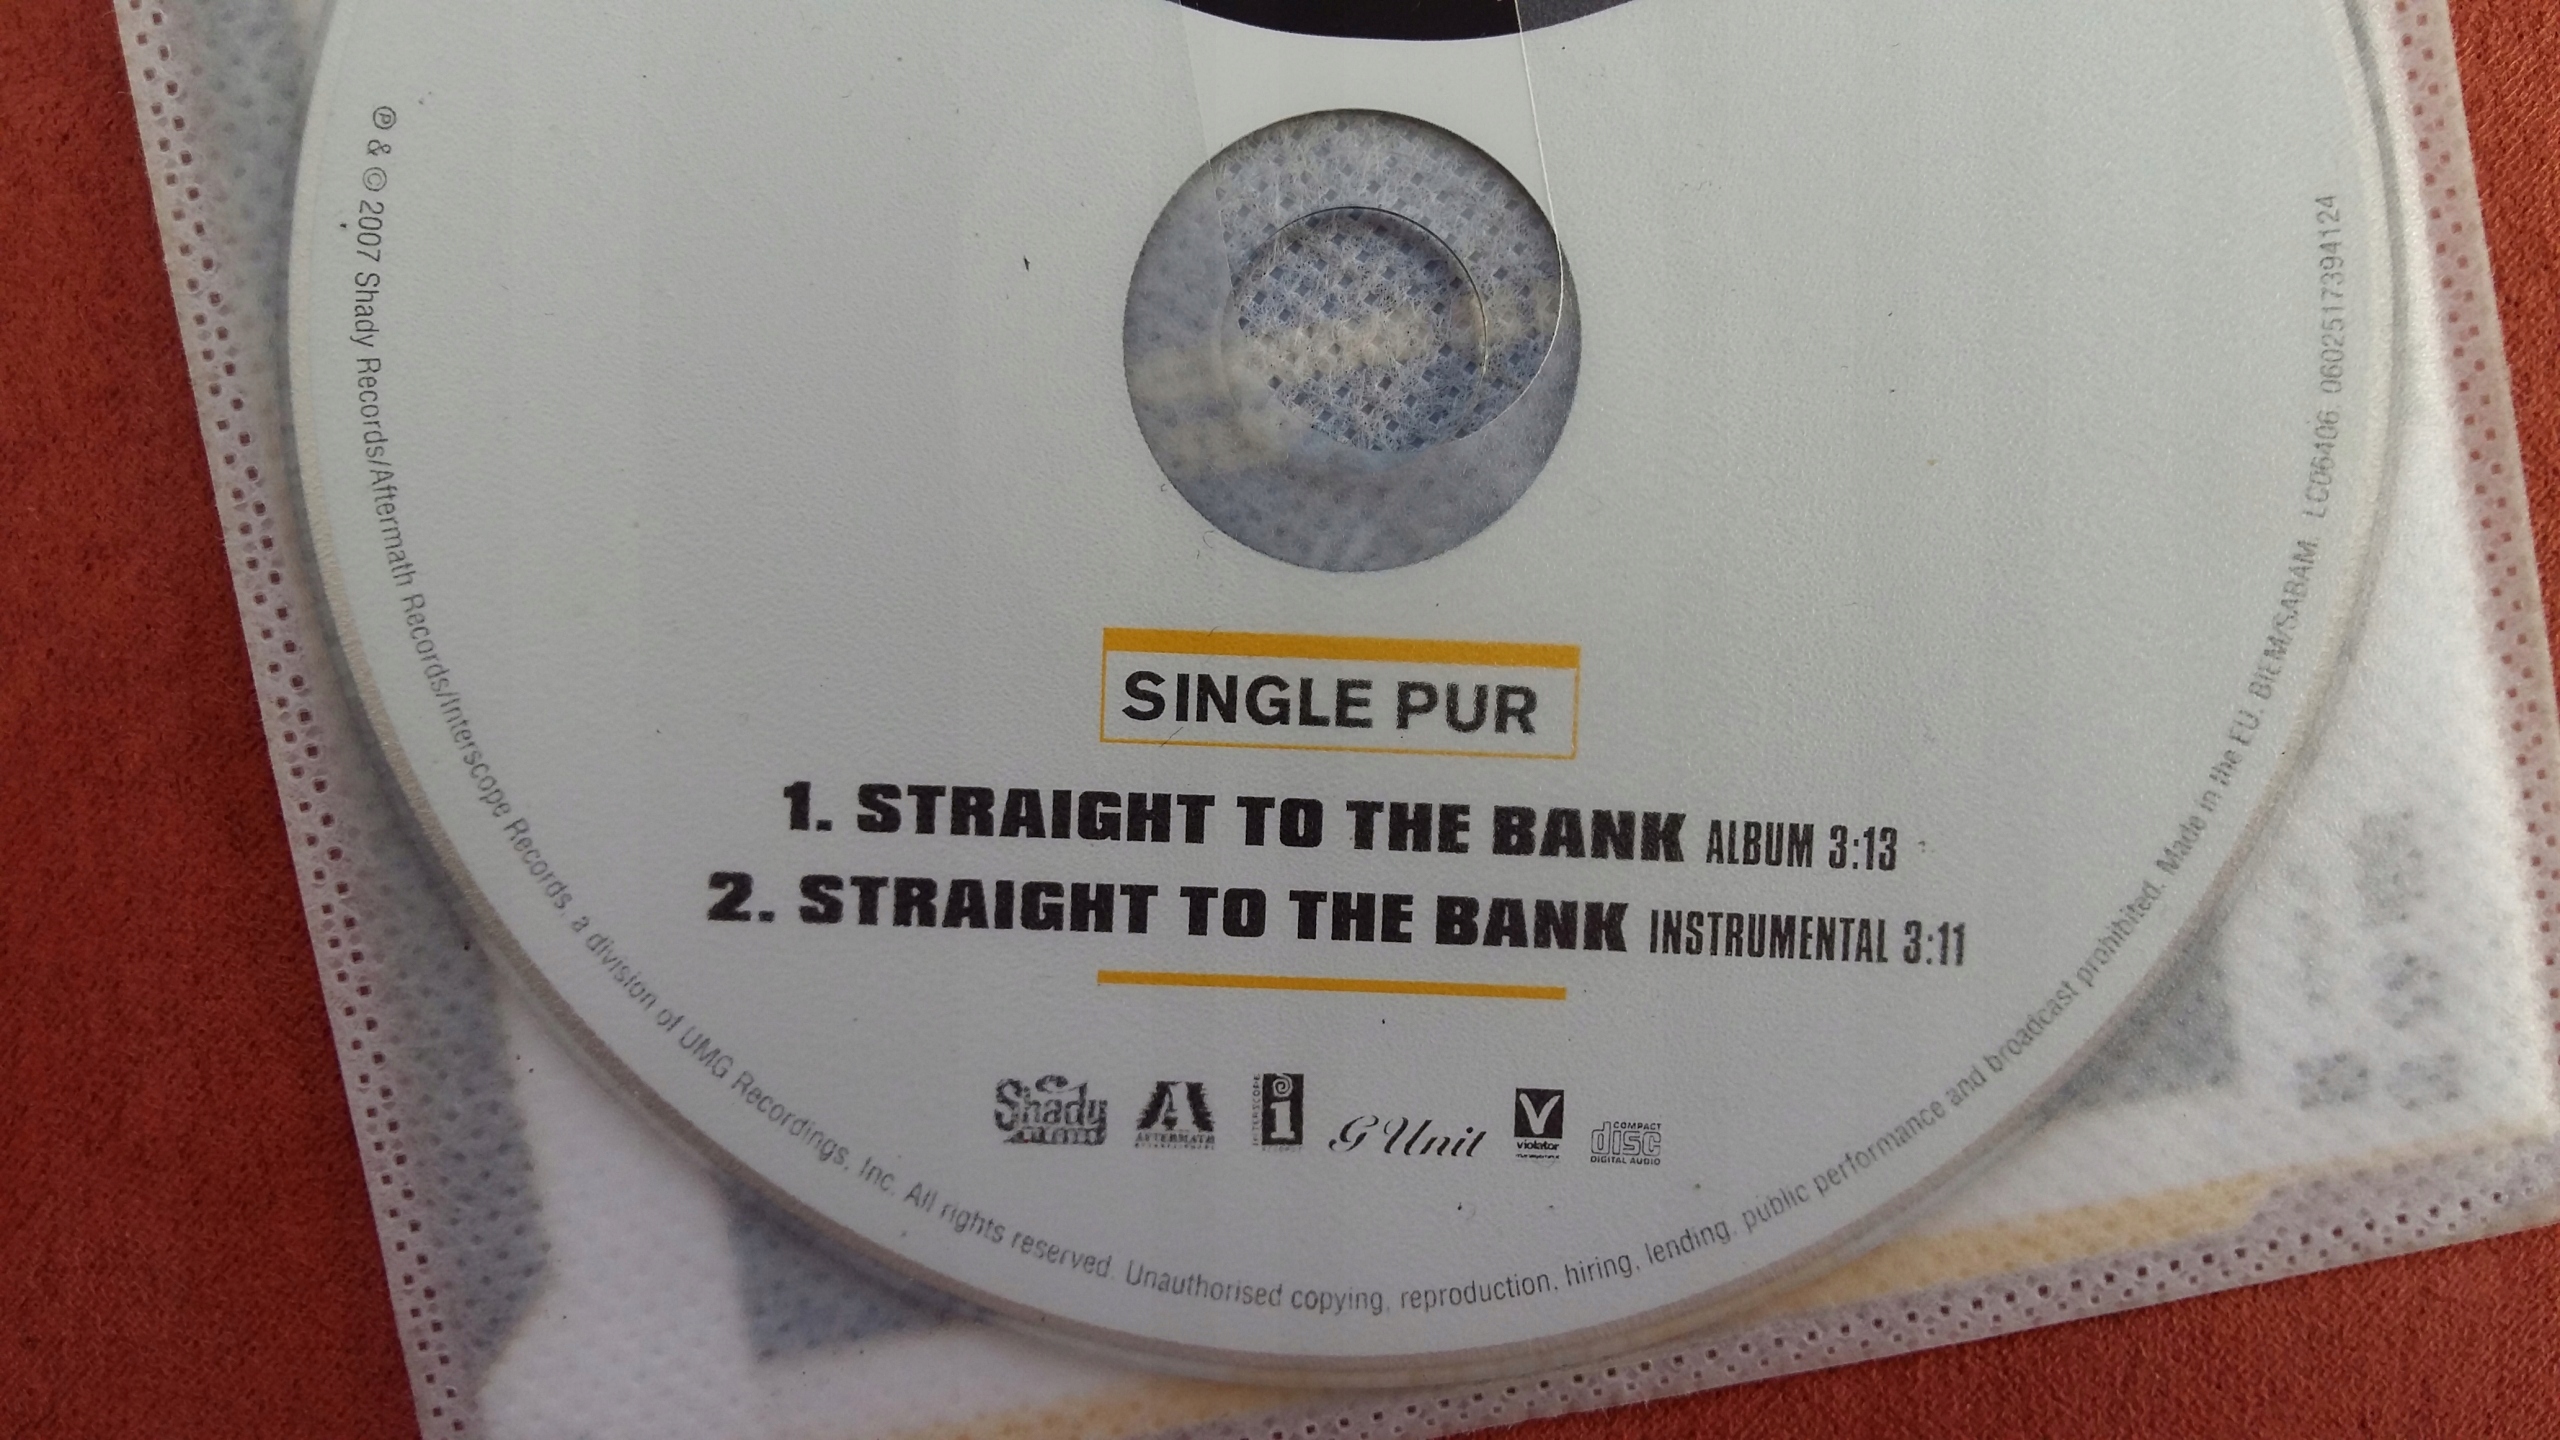 SINGLE PUR
1. STRAIGHT TO THE BANK ALBUM 3:13
2. STRAIGHT TO THE BANK INSTRUMENTAL 3:11
Shady
AFTERMATH
INTERSCOPE
G Unit
violator
COMPACT
disc
DIGITAL AUDIO
℗ & © 2007 Shady Records/Aftermath Records/Interscope Records, a division of UMG Recordings, Inc. All rights reserved. Unauthorised copying, reproduction, hiring, lending, public performance and broadcast prohibited. Made in the EU. BIEM/SABAM. LC06406 0602517394124